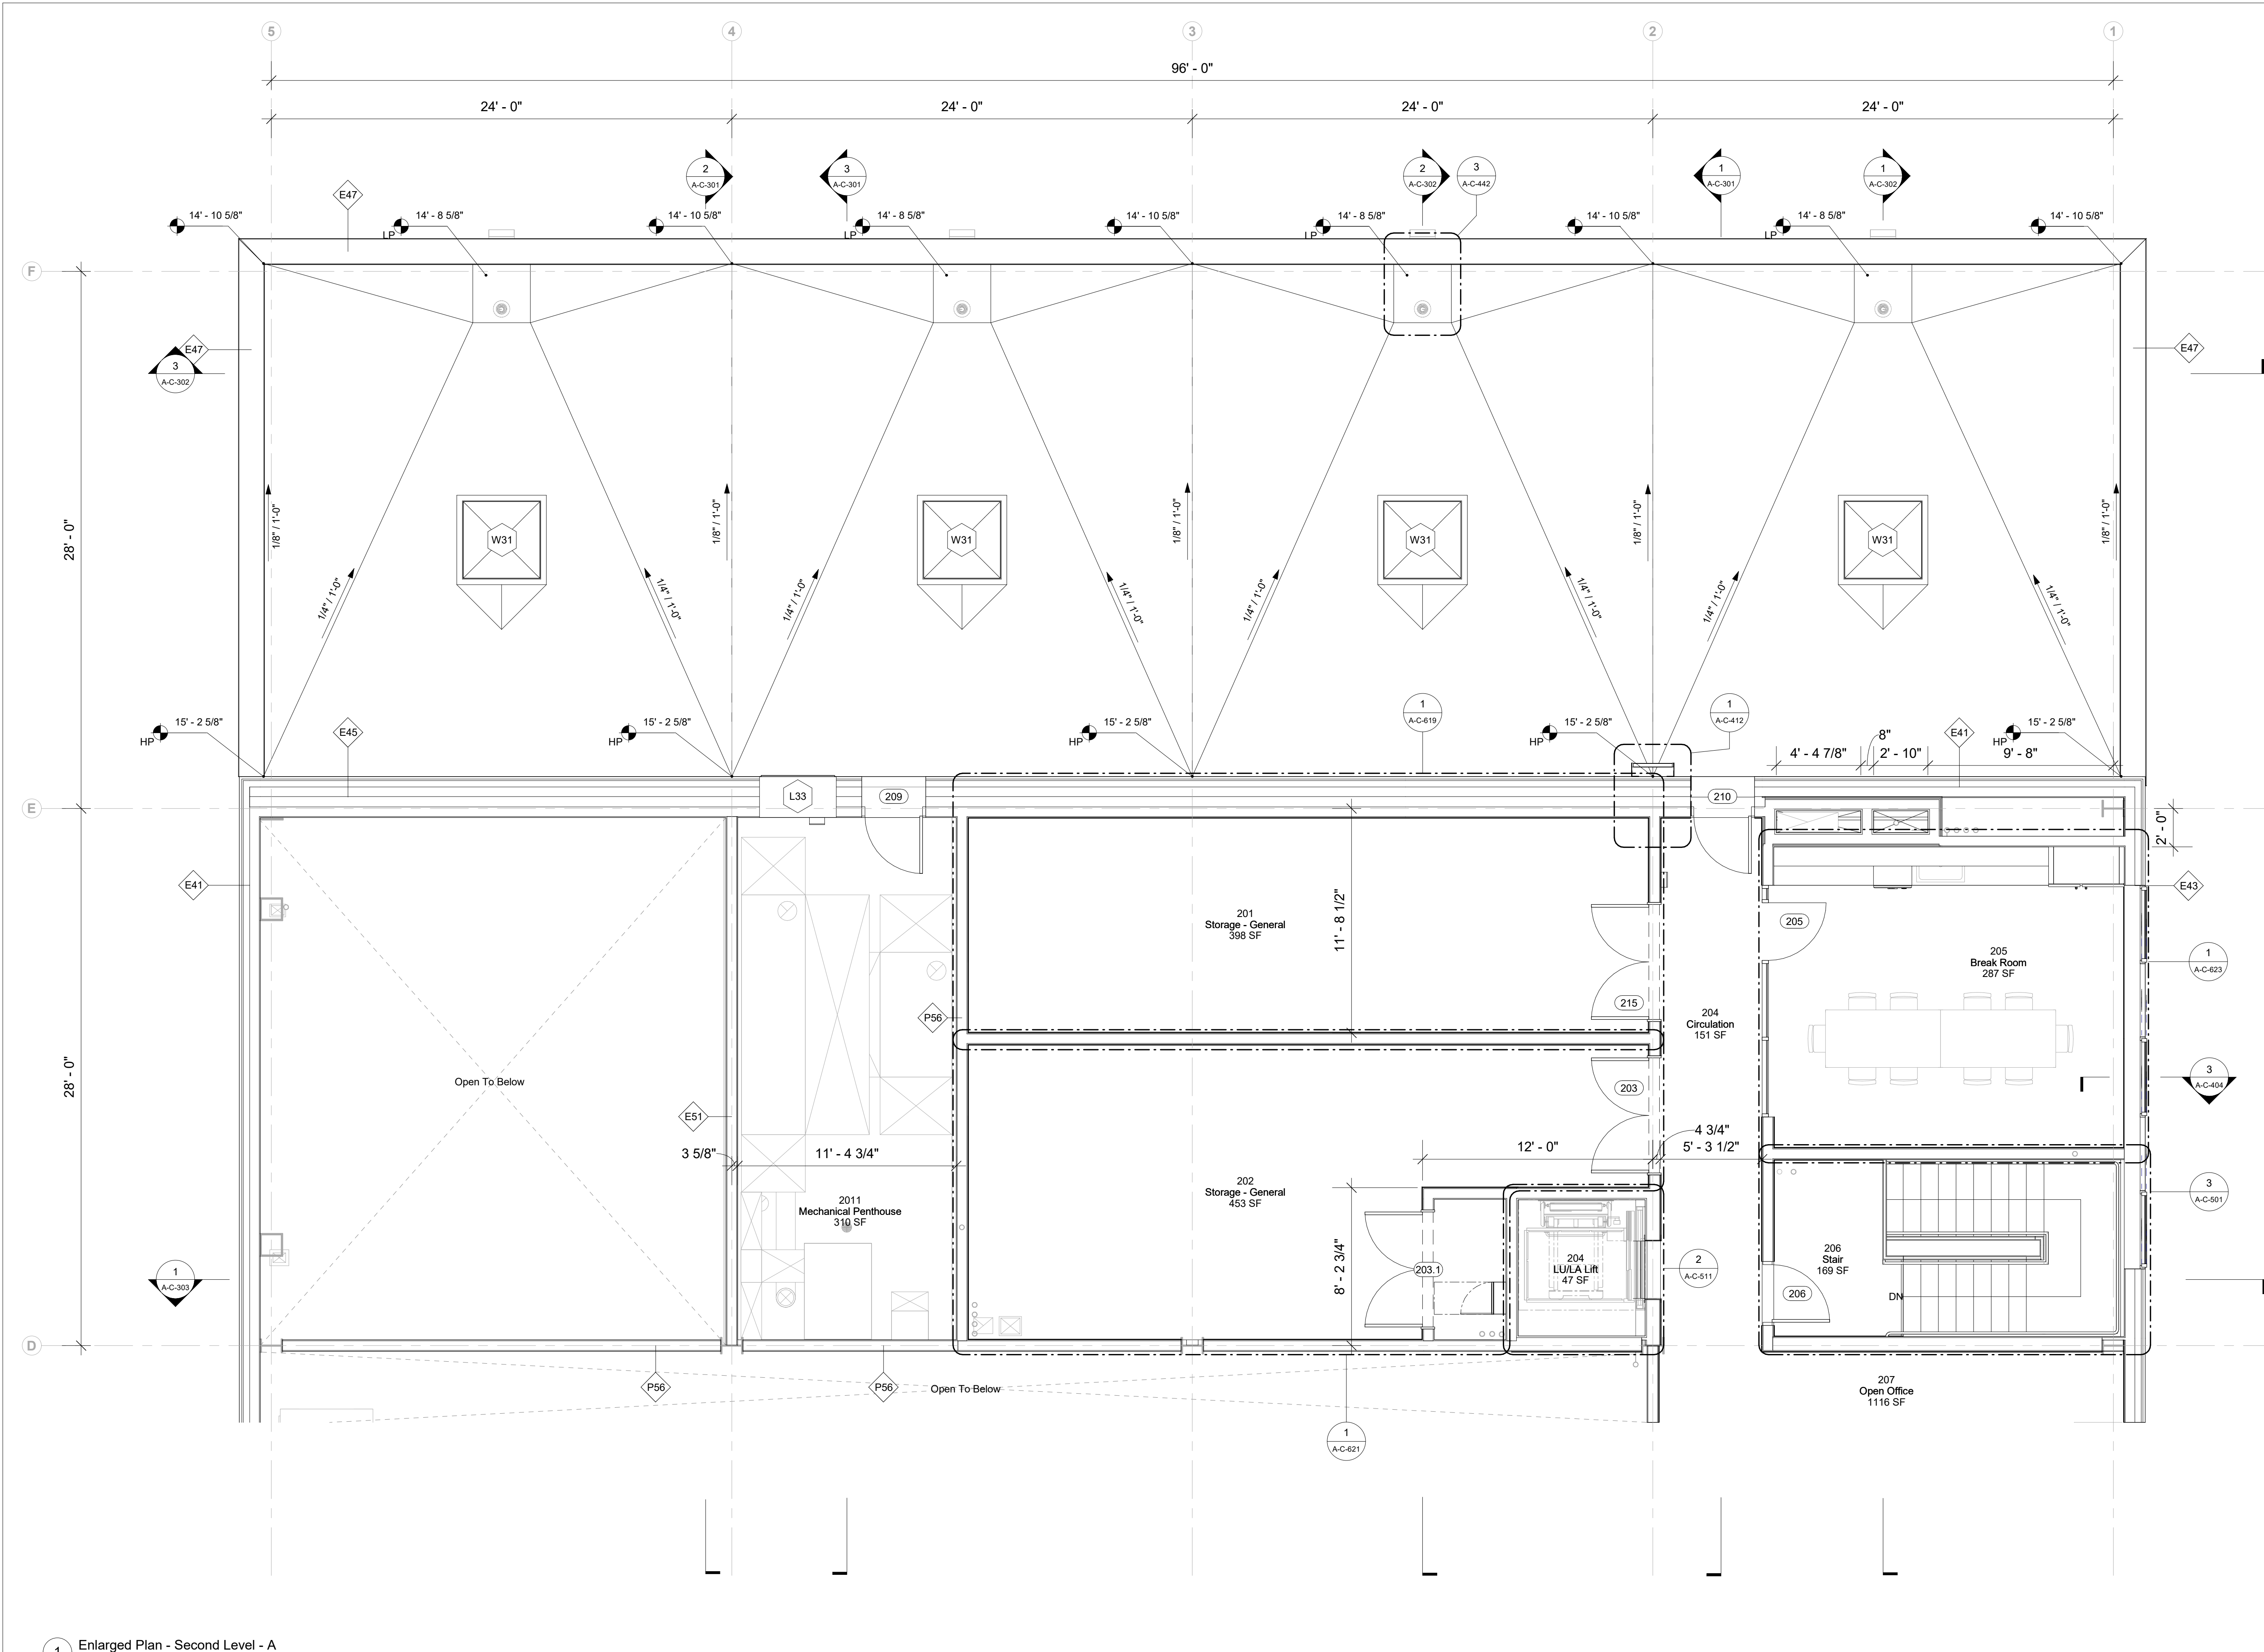 5
4
3
2
1
96' - 0"
24' - 0"
24' - 0"
24' - 0"
24' - 0"
2
A-C-301
3
A-C-301
2
A-C-302
3
A-C-442
1
A-C-301
1
A-C-302
E47
14' - 10 5/8"
LP
14' - 8 5/8"
14' - 10 5/8"
LP
14' - 8 5/8"
14' - 10 5/8"
LP
14' - 8 5/8"
14' - 10 5/8"
LP
14' - 8 5/8"
14' - 10 5/8"
F
E47
3
A-C-302
E47
28' - 0"
1/8" / 1'-0"
1/8" / 1'-0"
1/8" / 1'-0"
1/8" / 1'-0"
1/8" / 1'-0"
W31
W31
W31
W31
1/4" / 1'-0"
1/4" / 1'-0"
1/4" / 1'-0"
1/4" / 1'-0"
1/4" / 1'-0"
1/4" / 1'-0"
1/4" / 1'-0"
1/4" / 1'-0"
HP
15' - 2 5/8"
E45
HP
15' - 2 5/8"
HP
15' - 2 5/8"
1
A-C-619
HP
15' - 2 5/8"
1
A-C-412
4' - 4 7/8"
8"
2' - 10"
E41
9' - 8"
HP
15' - 2 5/8"
E
L33
209
210
2' - 0"
E41
E43
11' - 8 1/2"
201
Storage - General
398 SF
205
205
Break Room
287 SF
1
A-C-623
P56
215
204
Circulation
151 SF
28' - 0"
Open To Below
203
3
A-C-404
E51
3 5/8"
11' - 4 3/4"
12' - 0"
4 3/4"
5' - 3 1/2"
202
Storage - General
453 SF
2011
Mechanical Penthouse
310 SF
3
A-C-501
8' - 2 3/4"
203.1
204
LU/LA Lift
47 SF
2
A-C-511
206
Stair
169 SF
206
DN
1
A-C-303
D
P56
P56
Open To Below
207
Open Office
1116 SF
1
A-C-621
1
Enlarged Plan - Second Level - A